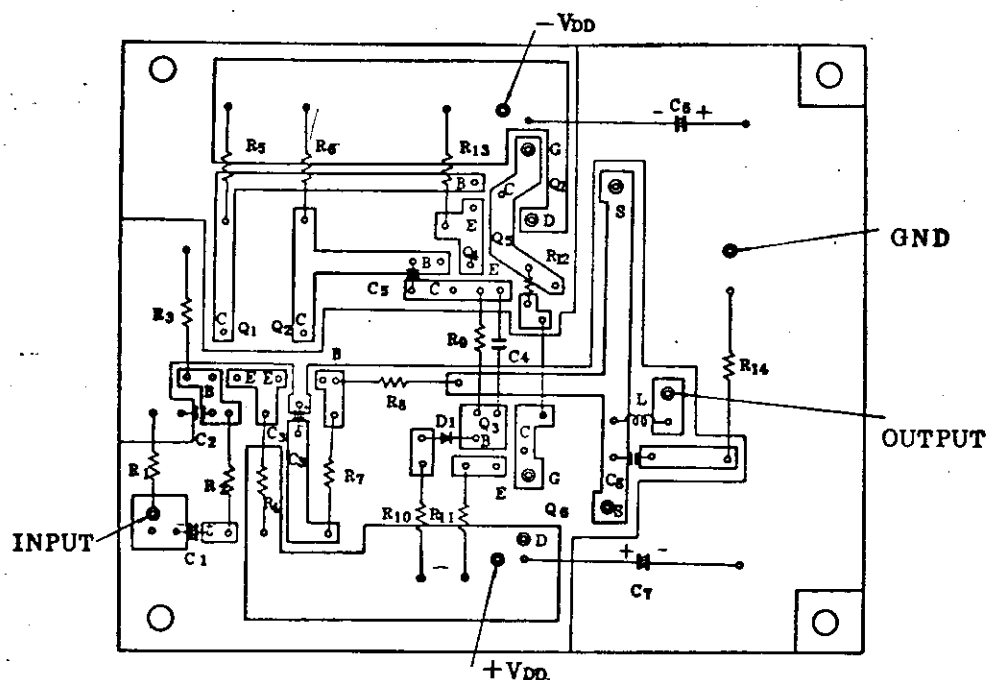 −VDD
C6
− +
R5
R6
R13
G
B
C
Q7
S
E
D
Q4
Q5
GND
E
R12
B
C5
C
R3
C
Q1
Q2
C
R9
C4
B
R14
E E
R8
B
L
C2
C3
D1
Q3
B
C
OUTPUT
R1
R4
R7
G
E
C8
S
R10
R11
Q6
INPUT
C1
D
+ −
C7
+VDD